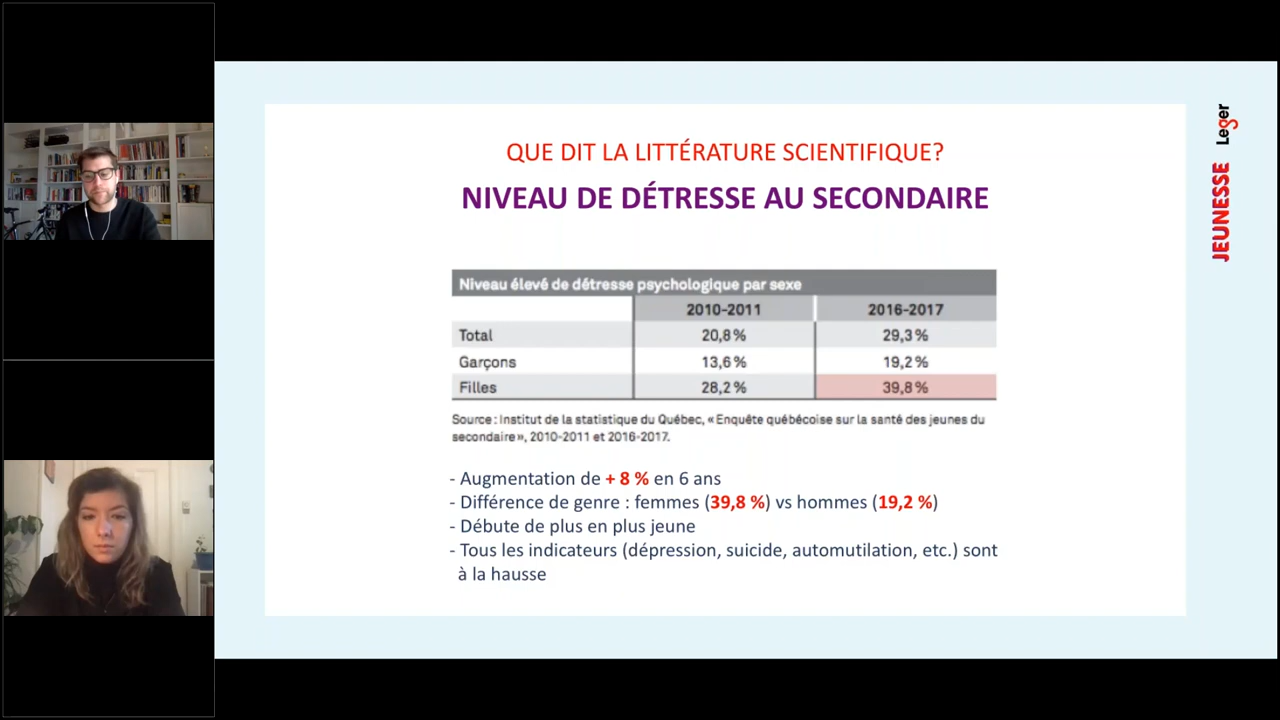 QUE DIT LA LITTÉRATURE SCIENTIFIQUE?
NIVEAU DE DÉTRESSE AU SECONDAIRE
Niveau élevé de détresse psychologique par sexe
2010-2011 2016-2017
Total 20,8 % 29,3 %
Garçons 13,6 % 19,2 %
Filles 28,2 % 39,8 %
Source : Institut de la statistique du Québec, « Enquête québécoise sur la santé des jeunes du
secondaire », 2010-2011 et 2016-2017.
- Augmentation de + 8 % en 6 ans
- Différence de genre : femmes (39,8 %) vs hommes (19,2 %)
- Débute de plus en plus jeune
- Tous les indicateurs (dépression, suicide, automutilation, etc.) sont
à la hausse
JEUNESSE Leger